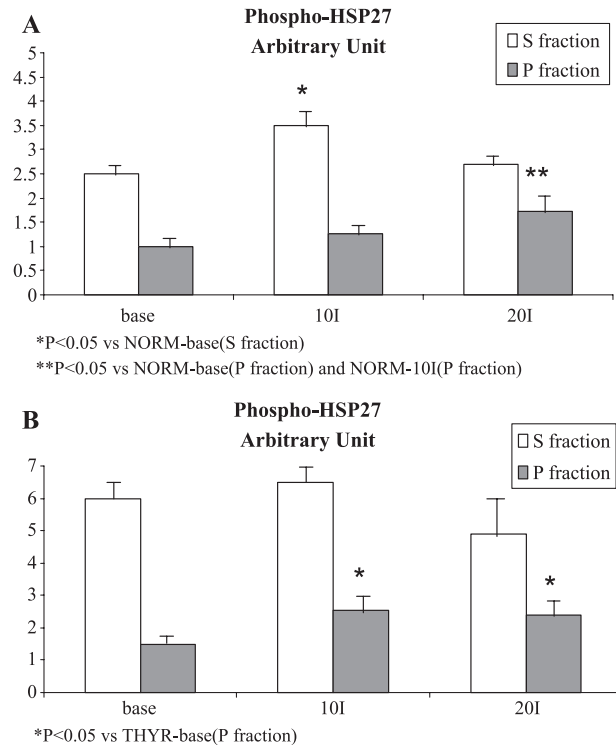 A
Phospho-HSP27
Arbitrary Unit
S fraction
P fraction
5
4.5
4
3.5
3
2.5
2
1.5
1
0.5
0
*
**
base
10I
20I
*P<0.05 vs NORM-base(S fraction)
**P<0.05 vs NORM-base(P fraction) and NORM-10I(P fraction)
B
Phospho-HSP27
Arbitrary Unit
S fraction
P fraction
7
6
5
4
3
2
1
0
*
*
base
10I
20I
*P<0.05 vs THYR-base(P fraction)